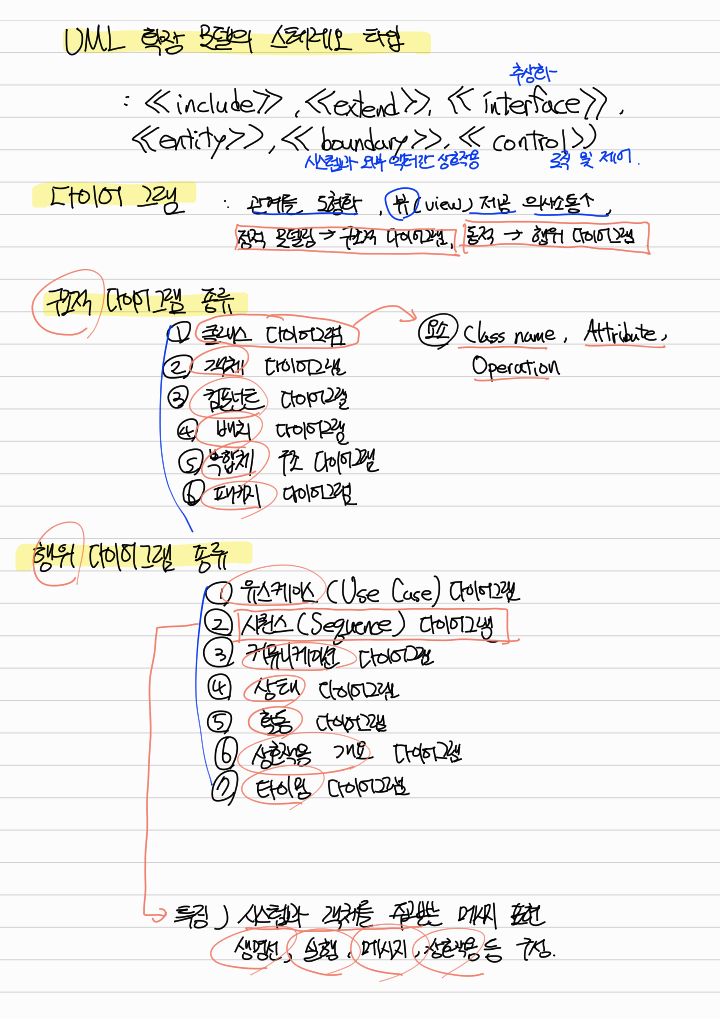 UML 확장 모델의 스테레오 타입
추상화
: <<include>>, <<extend>>, <<interface>>,
<<entity>>, <<boundary>>, <<control>>
시스템과 외부 액터간 상호작용 로직 및 제어.
다이어그램 : 관계를 도형화, 뷰(view) 제공 의사소통↑,
정적 모델링 → 구조적 다이어그램, 동적 → 행위 다이어그램
구조적 다이어그램 종류
① 클래스 다이어그램 요소 Class name, Attribute,
② 객체 다이어그램 Operation
③ 컴포넌트 다이어그램
④ 배치 다이어그램
⑤ 복합체 구조 다이어그램
⑥ 패키지 다이어그램
행위 다이어그램 종류
① 유스케이스 (Use Case) 다이어그램
② 시퀀스 (Sequence) 다이어그램
③ 커뮤니케이션 다이어그램
④ 상태 다이어그램
⑤ 활동 다이어그램
⑥ 상호작용 개요 다이어그램
⑦ 타이밍 다이어그램
특징) 시스템과 객체를 주고받는 메시지 표현
생명선, 실행, 메시지, 상호작용 등 구성.